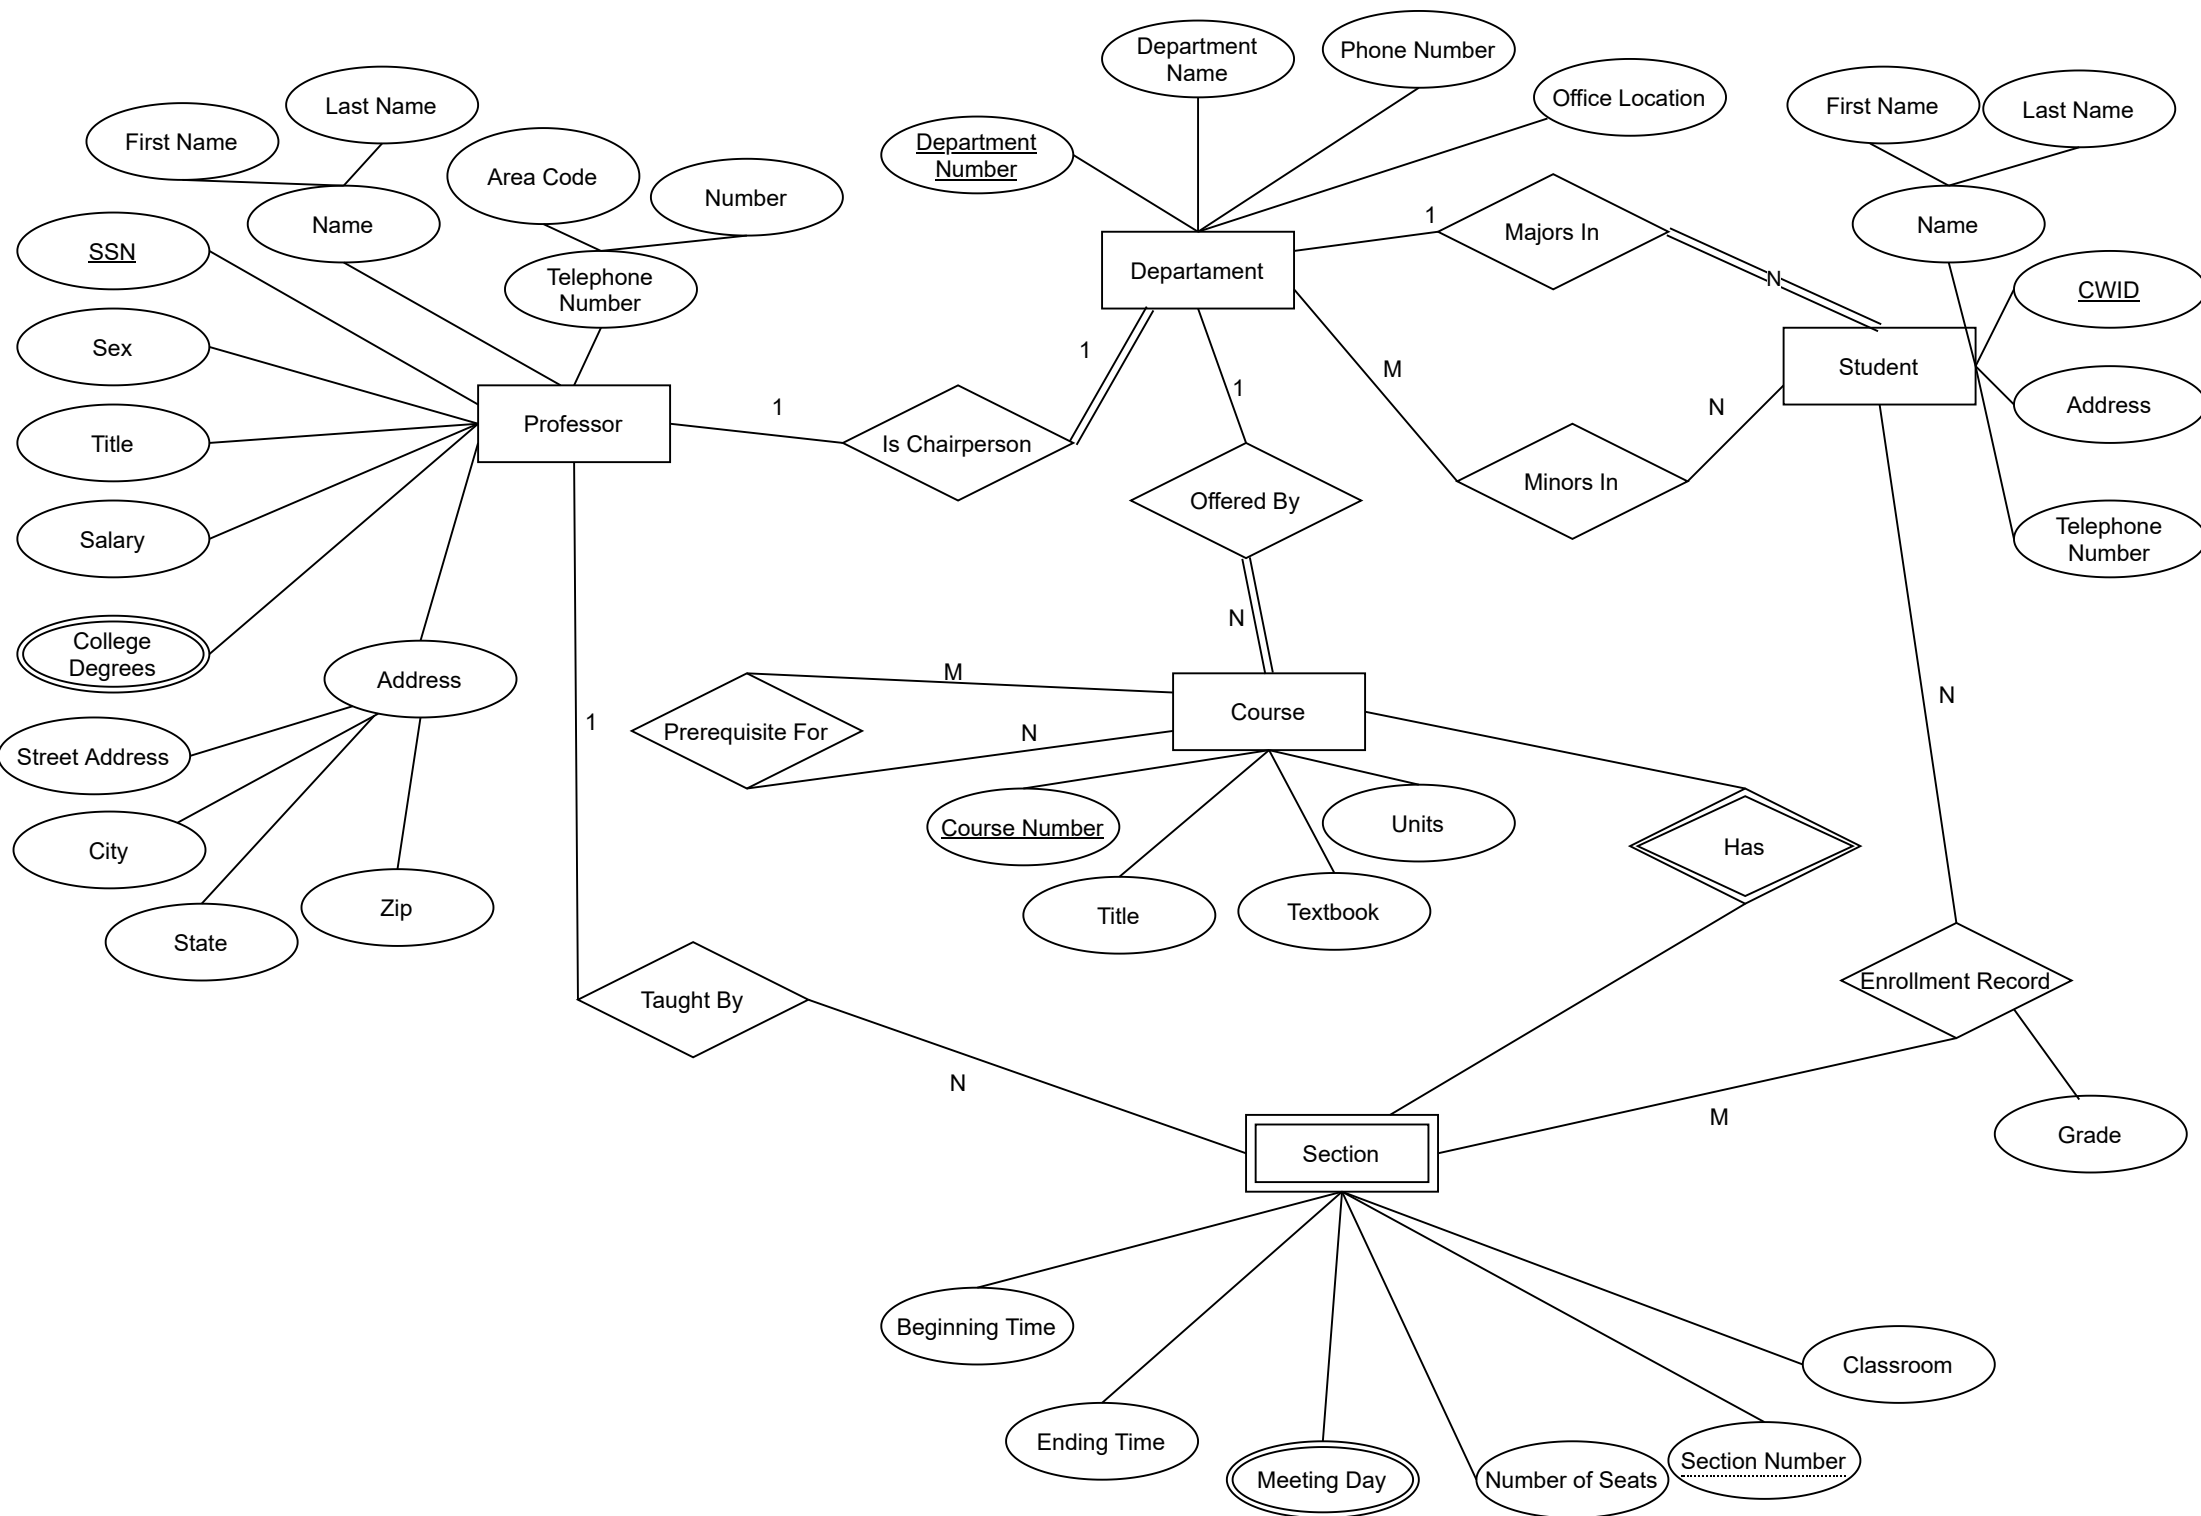 Department
Name
Phone Number
Office Location
First Name
Last Name
First Name
Last Name
Department
Number
Area Code
Number
Name
Name
SSN
Telephone
Number
1
Majors In
N
CWID
Departament
Sex
1
Student
M
1
N
Address
Professor
1
Title
Is Chairperson
Offered By
Minors In
Salary
Telephone
Number
N
College
Degrees
Address
M
N
Course
1
Prerequisite For
N
Street Address
Course Number
Units
Has
City
Title
Textbook
Zip
State
Taught By
Enrollment Record
N
M
Grade
Section
Beginning Time
Classroom
Ending Time
Meeting Day
Number of Seats
Section Number